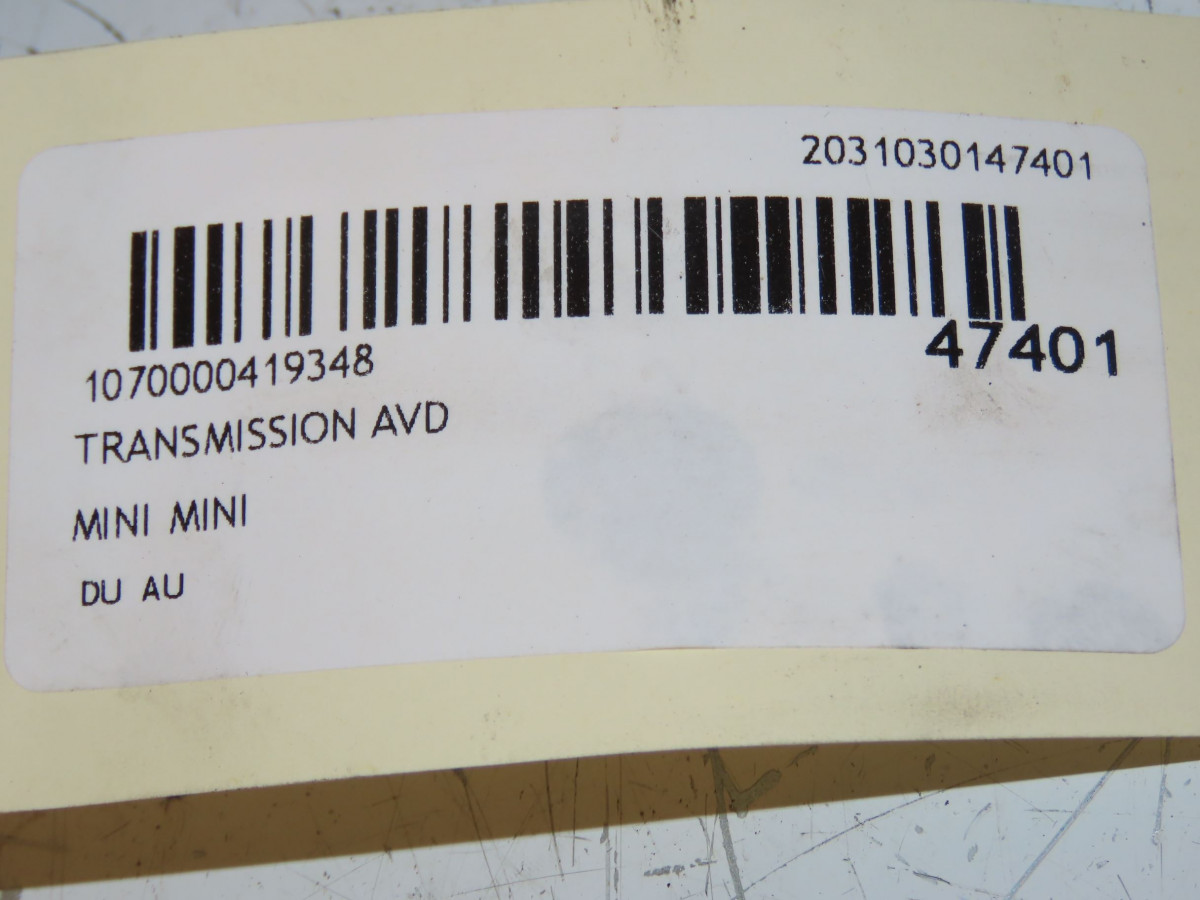 2031030147401
47401
1070000419348
TRANSMISSION AVD
MINI MINI
DU AU